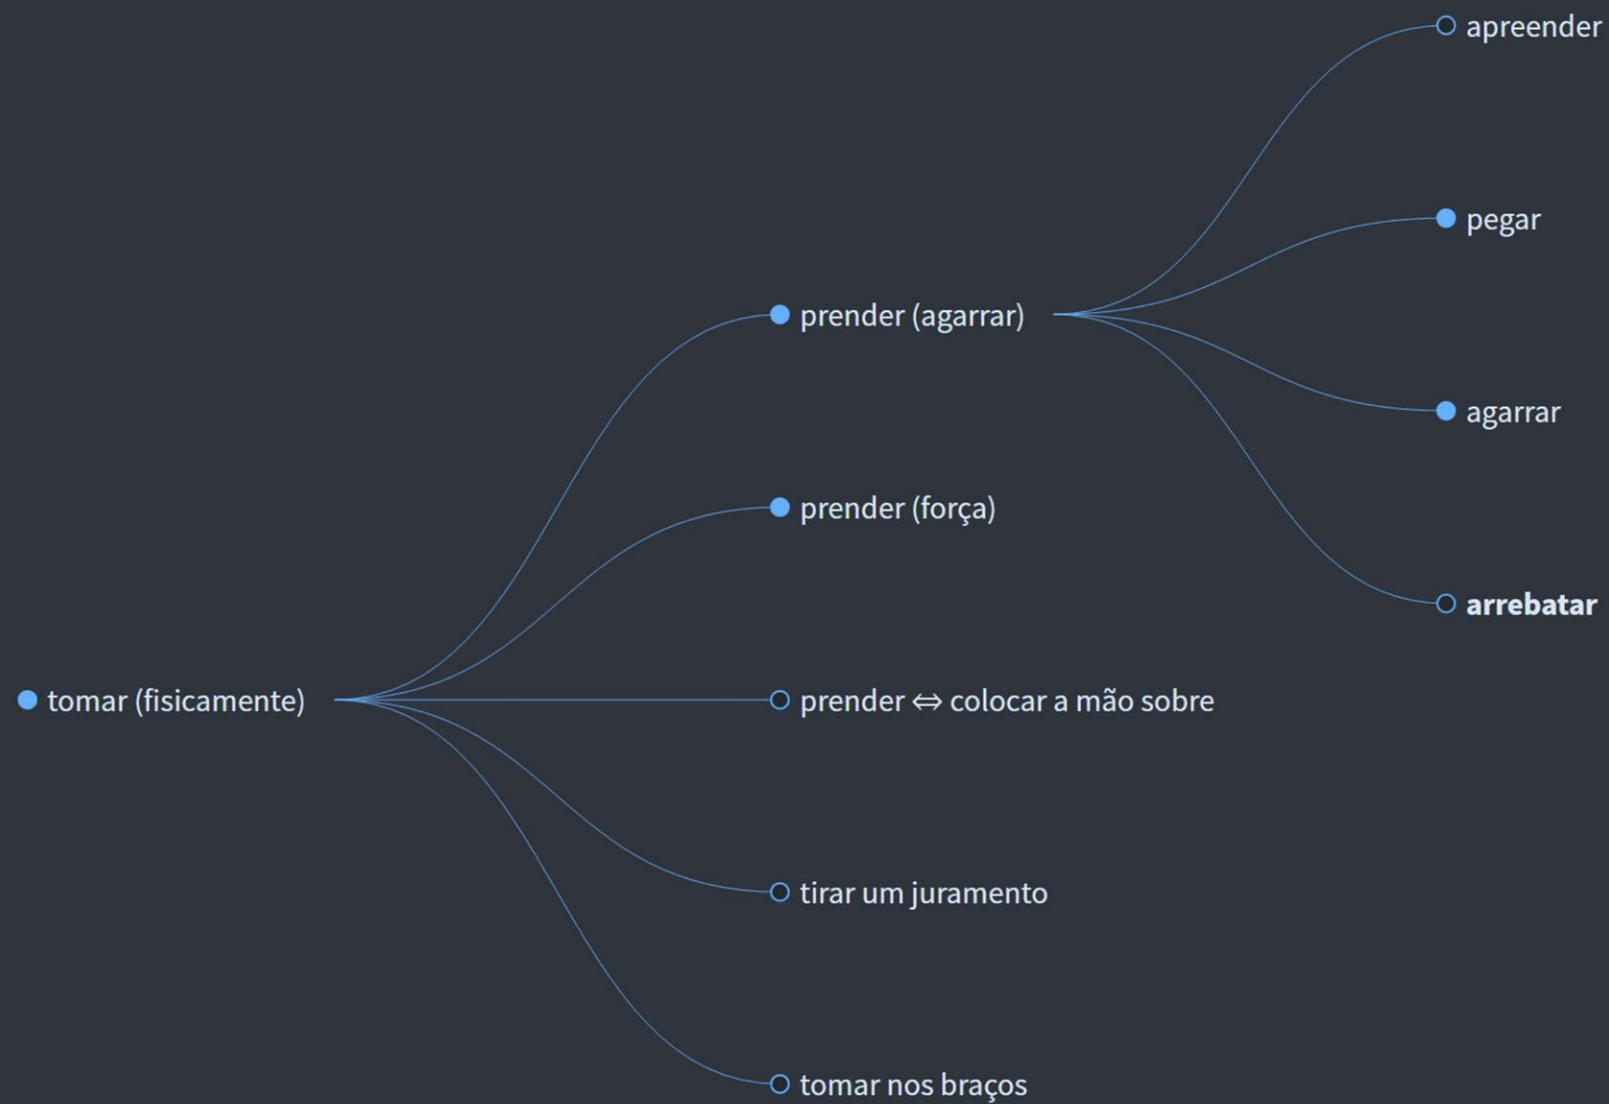 apreender
pegar
prender (agarrar)
agarrar
prender (força)
arrebatar
tomar (fisicamente)
prender ⇔ colocar a mão sobre
tirar um juramento
tomar nos braços